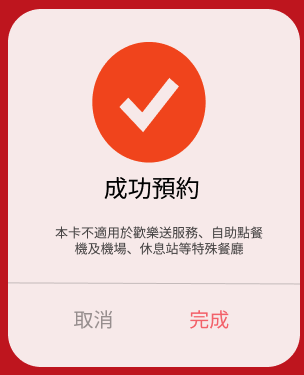 成功預約
本卡不適用於歡樂送服務、自助點餐
機及機場、休息站等特殊餐廳
取消
完成